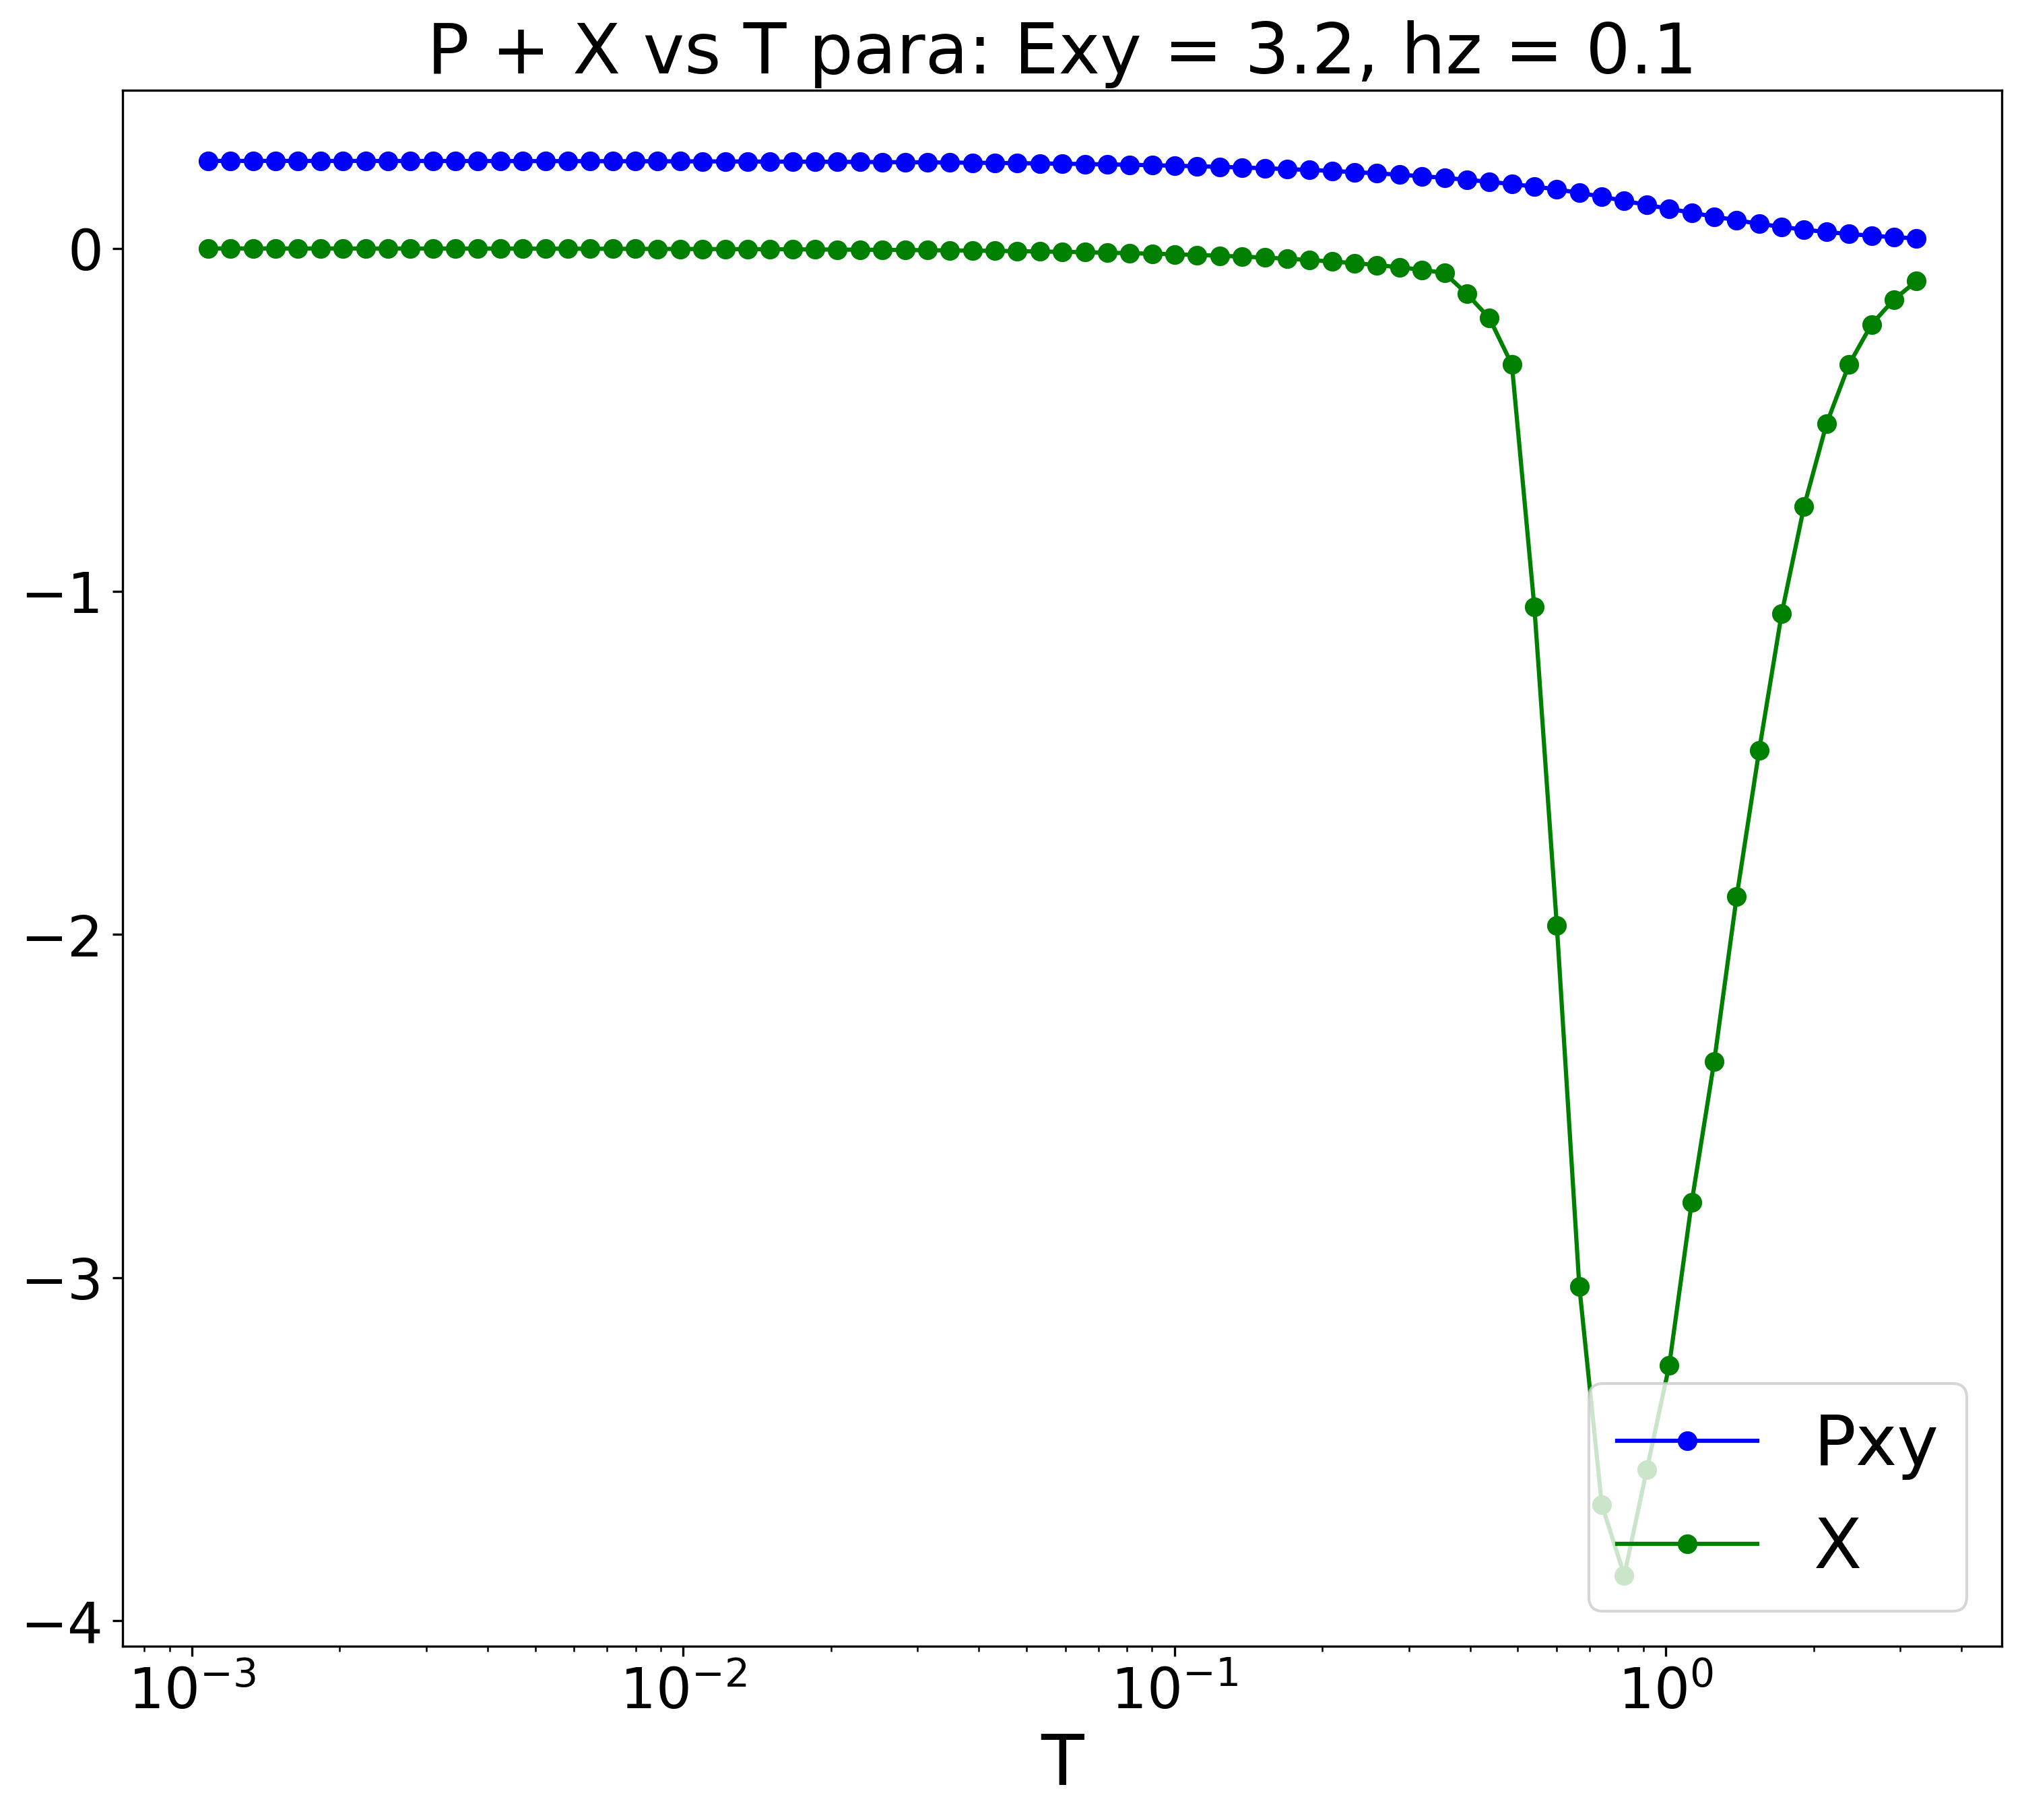 P + X vs T para: Exy = 3.2, hz = 0.1
0
−1
−2
−3
−4
10⁻³ 10⁻² 10⁻¹ 10⁰
T
Pxy
X